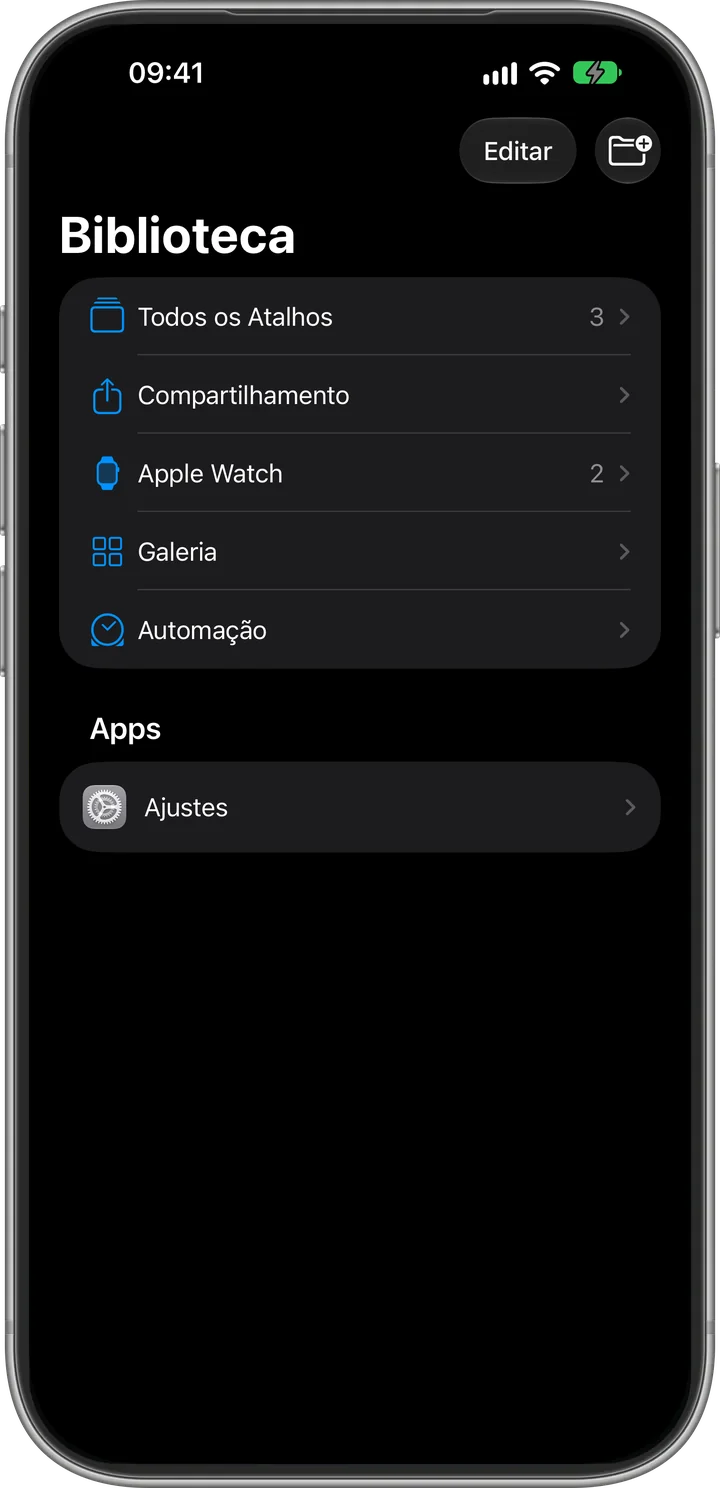 09:41
Editar
Biblioteca
Todos os Atalhos 3
Compartilhamento
Apple Watch 2
Galeria
Automação
Apps
Ajustes